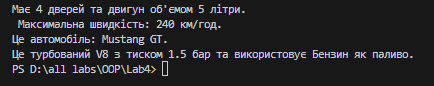 Має 4 дверей та двигун об'ємом 5 літри.
Максимальна швидкість: 240 км/год.
Це автомобіль: Mustang GT.
Це турбований V8 з тиском 1.5 бар та використовує Бензин як паливо.
PS D:\all labs\OOP\Lab4>